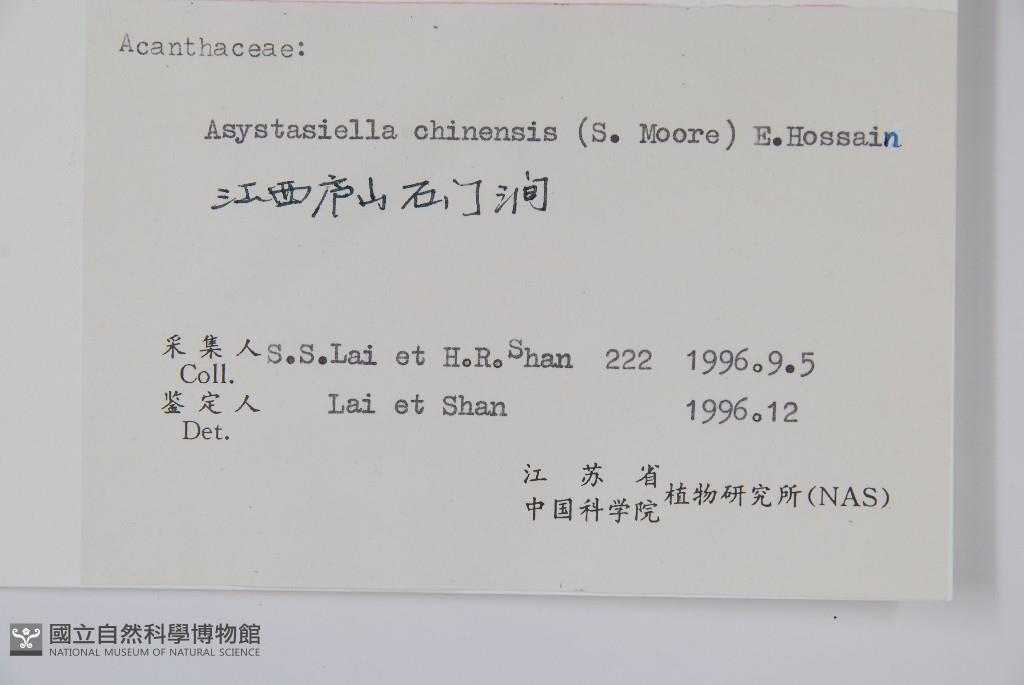 Acanthaceae:
Asystasiella chinensis (S. Moore) E.Hossain
江西庐山石门涧
采集人 S.S.Lai et H.R.Shan 222 1996.9.5
Coll.
鉴定人 Lai et Shan 1996.12
Det.
江苏省
中国科学院 植物研究所(NAS)
國立自然科學博物館
NATIONAL MUSEUM OF NATURAL SCIENCE